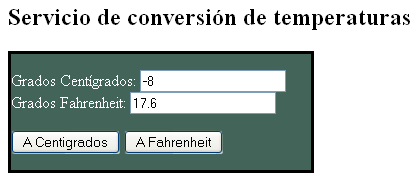 Servicio de conversión de temperaturas
Grados Centígrados: -8
Grados Fahrenheit: 17.6
A Centigrados A Fahrenheit